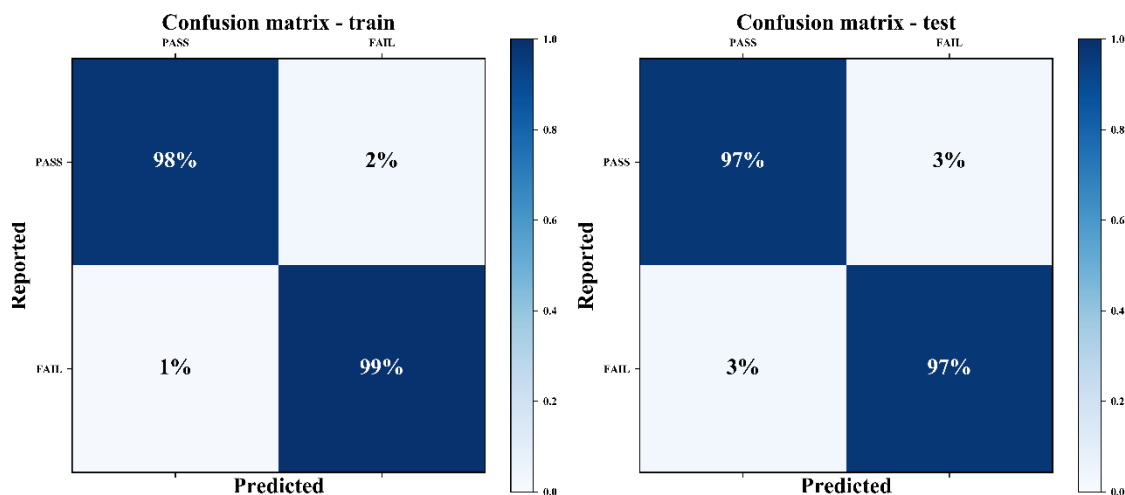 Confusion matrix - train
PASS FAIL
PASS
98% 2%
FAIL
1% 99%
Reported
Predicted
1.0
0.8
0.6
0.4
0.2
0.0
Confusion matrix - test
PASS FAIL
PASS
97% 3%
FAIL
3% 97%
Reported
Predicted
1.0
0.8
0.6
0.4
0.2
0.0